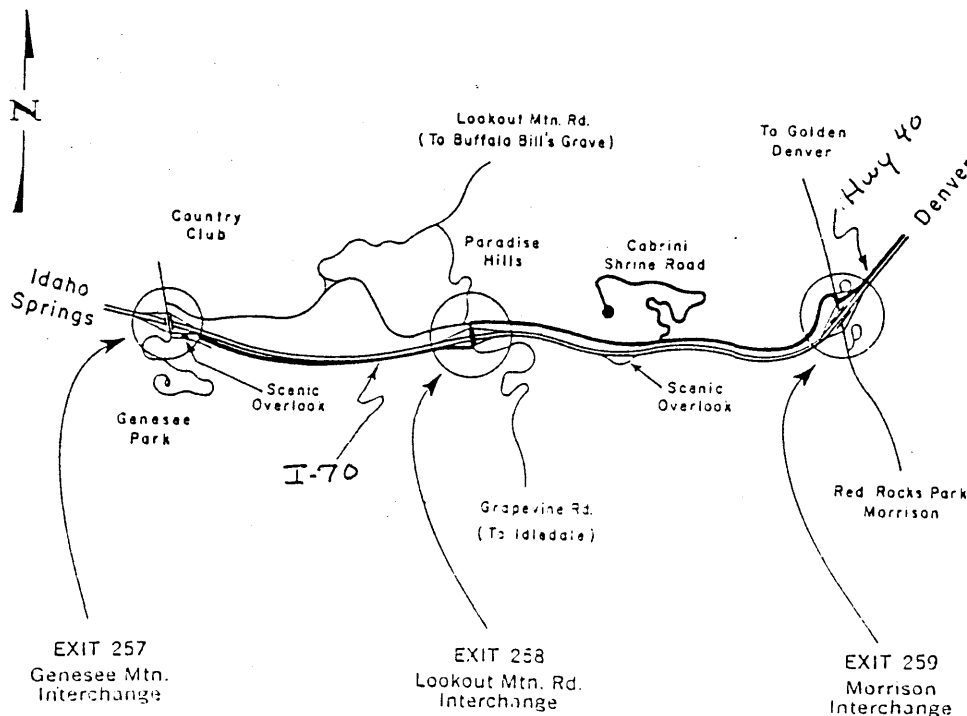 N
Lookout Mtn. Rd.
(To Buffalo Bill's Grave)
To Golden
Denver
Hwy 40
Denver
Country
Club
Paradise
Hills
Cabrini
Shrine Road
Idaho
Springs
Scenic
Overlook
Scenic
Overlook
Genesee
Park
I-70
Grapevine Rd.
(To Idledale)
Red Rocks Park
Morrison
EXIT 257
Genesee Mtn.
Interchange
EXIT 258
Lookout Mtn. Rd.
Interchange
EXIT 259
Morrison
Interchange